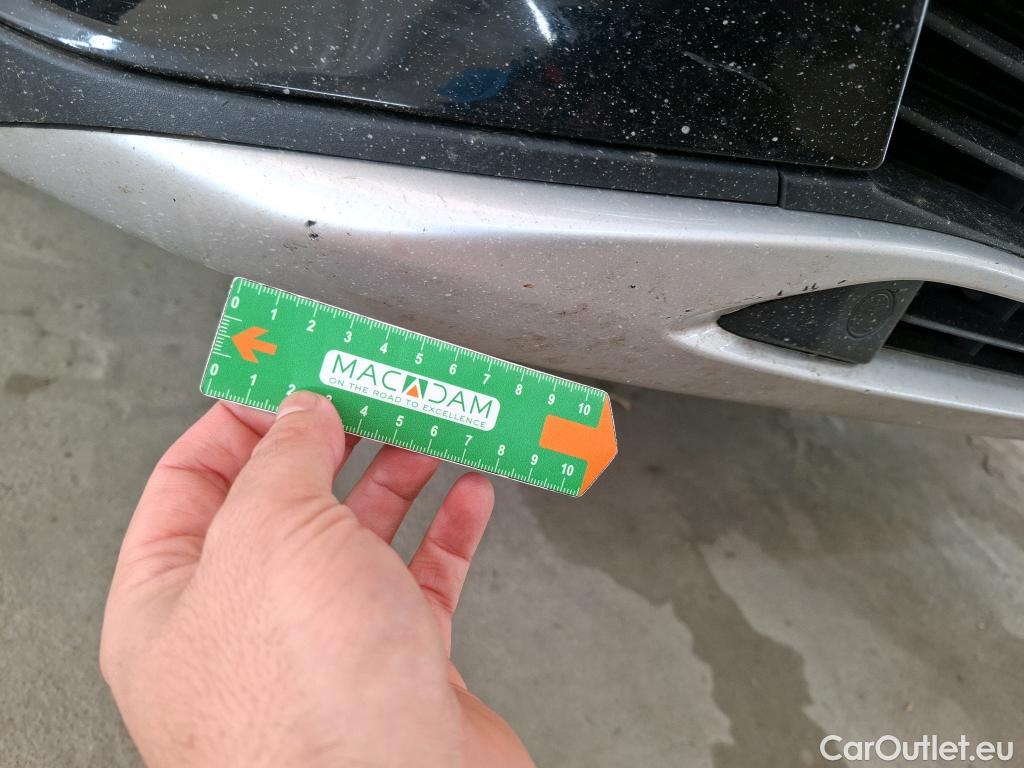 0 1 2 3 4 5 6 7 8 9 10
MACADAM
ON THE ROAD TO EXCELLENCE
0 1 2 3 4 5 6 7 8 9 10
CarOutlet.eu